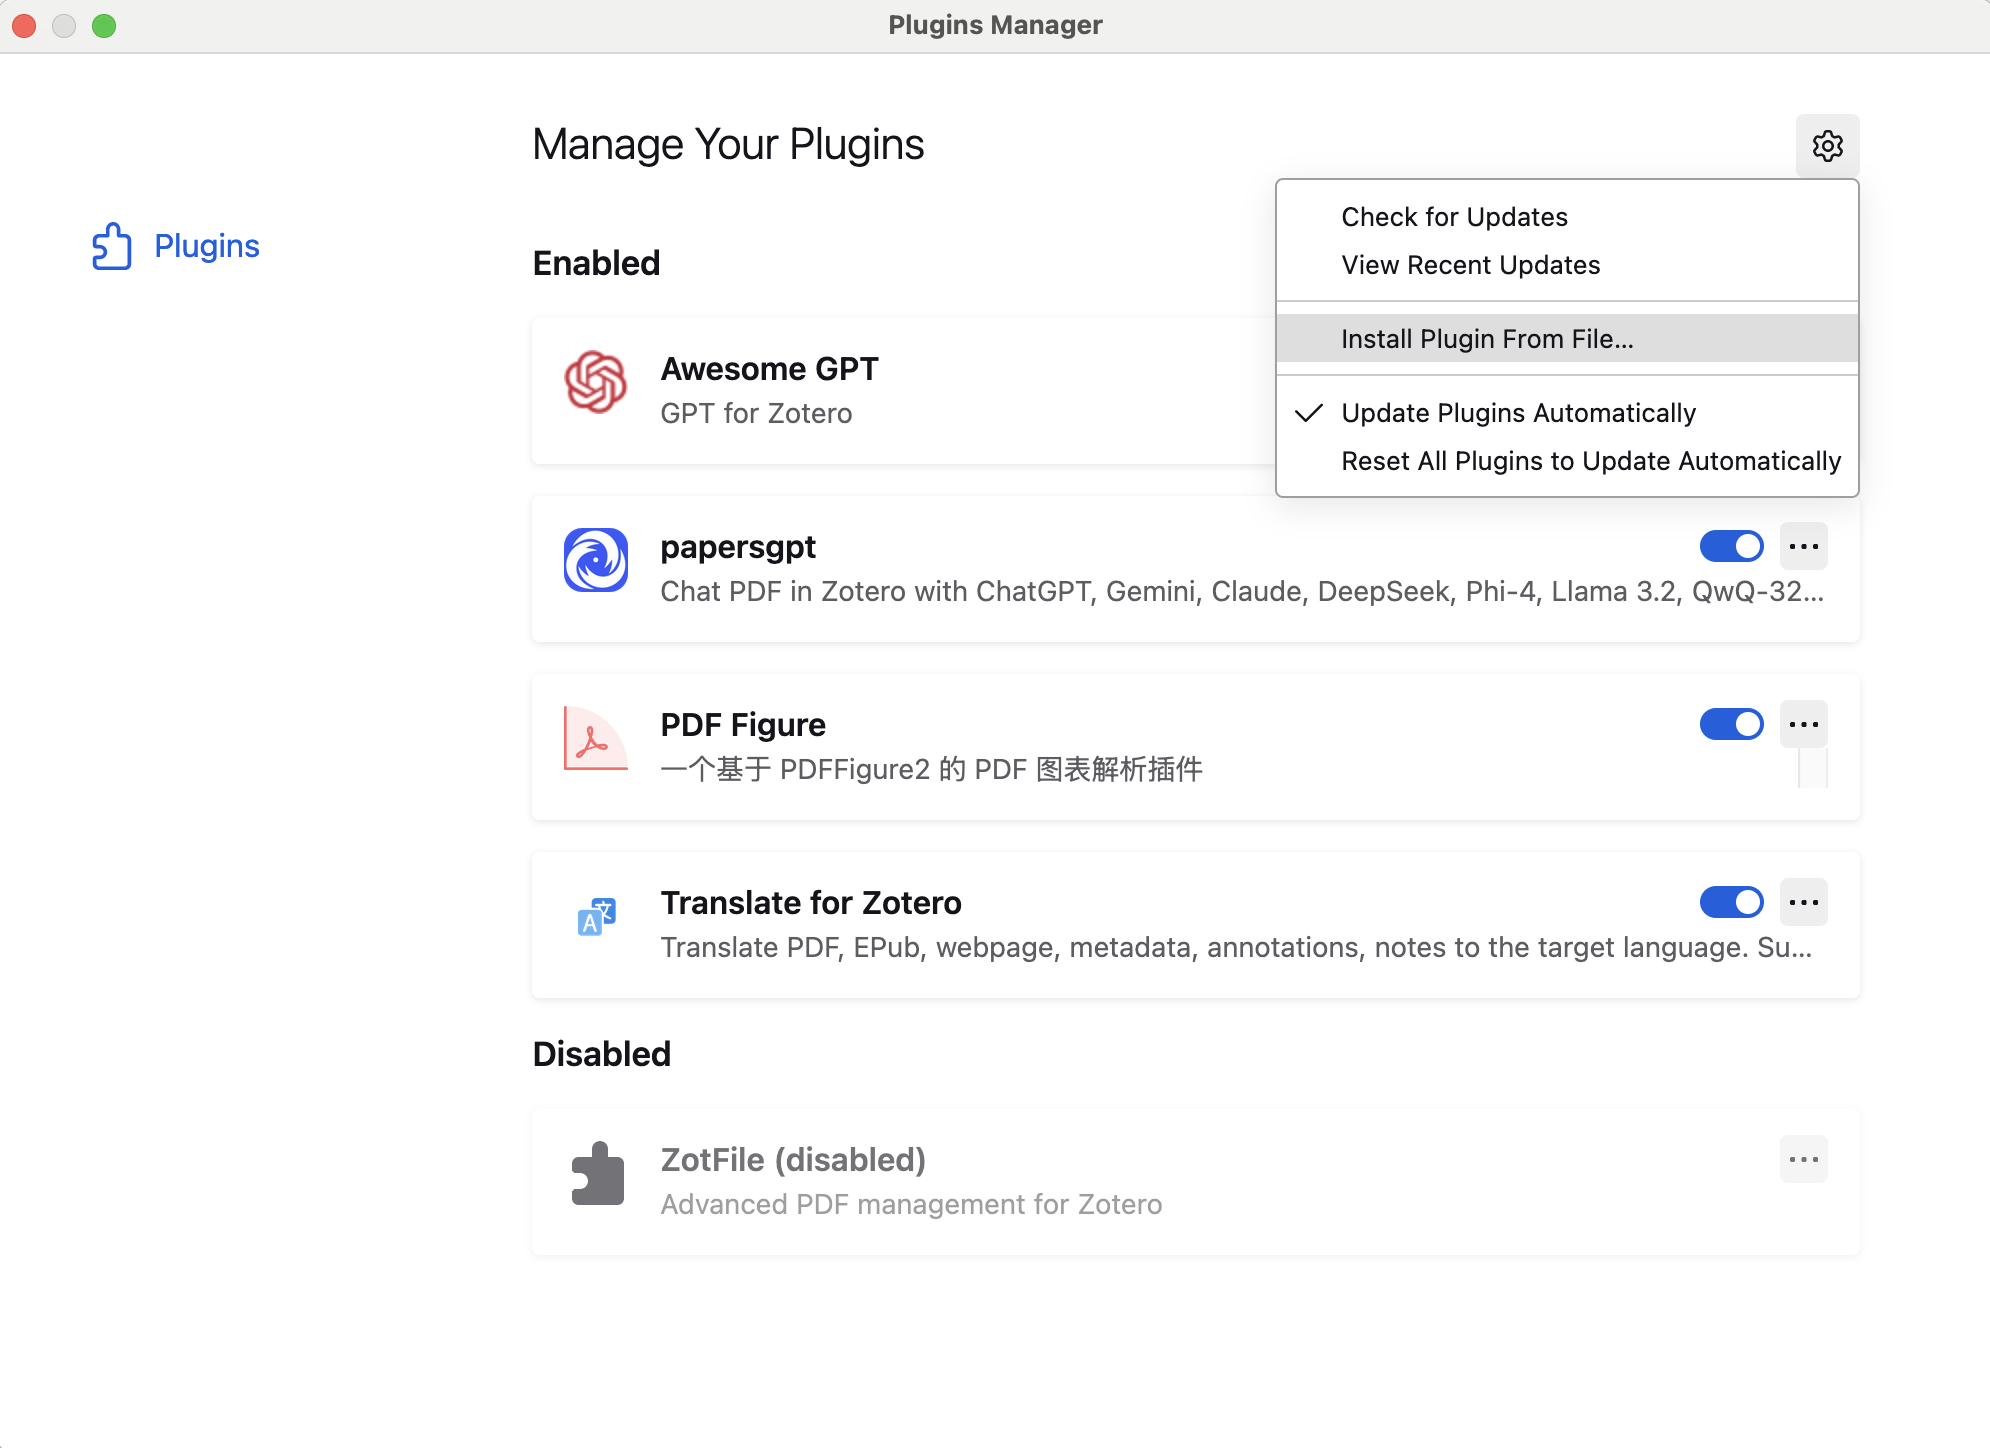 Plugins Manager
Manage Your Plugins
Plugins
Check for Updates
View Recent Updates
Install Plugin From File...
Update Plugins Automatically
Reset All Plugins to Update Automatically
Enabled
Awesome GPT
GPT for Zotero
papersgpt
Chat PDF in Zotero with ChatGPT, Gemini, Claude, DeepSeek, Phi-4, Llama 3.2, QwQ-32...
PDF Figure
一个基于 PDFFigure2 的 PDF 图表解析插件
A 文
Translate for Zotero
Translate PDF, EPub, webpage, metadata, annotations, notes to the target language. Su...
Disabled
ZotFile (disabled)
Advanced PDF management for Zotero